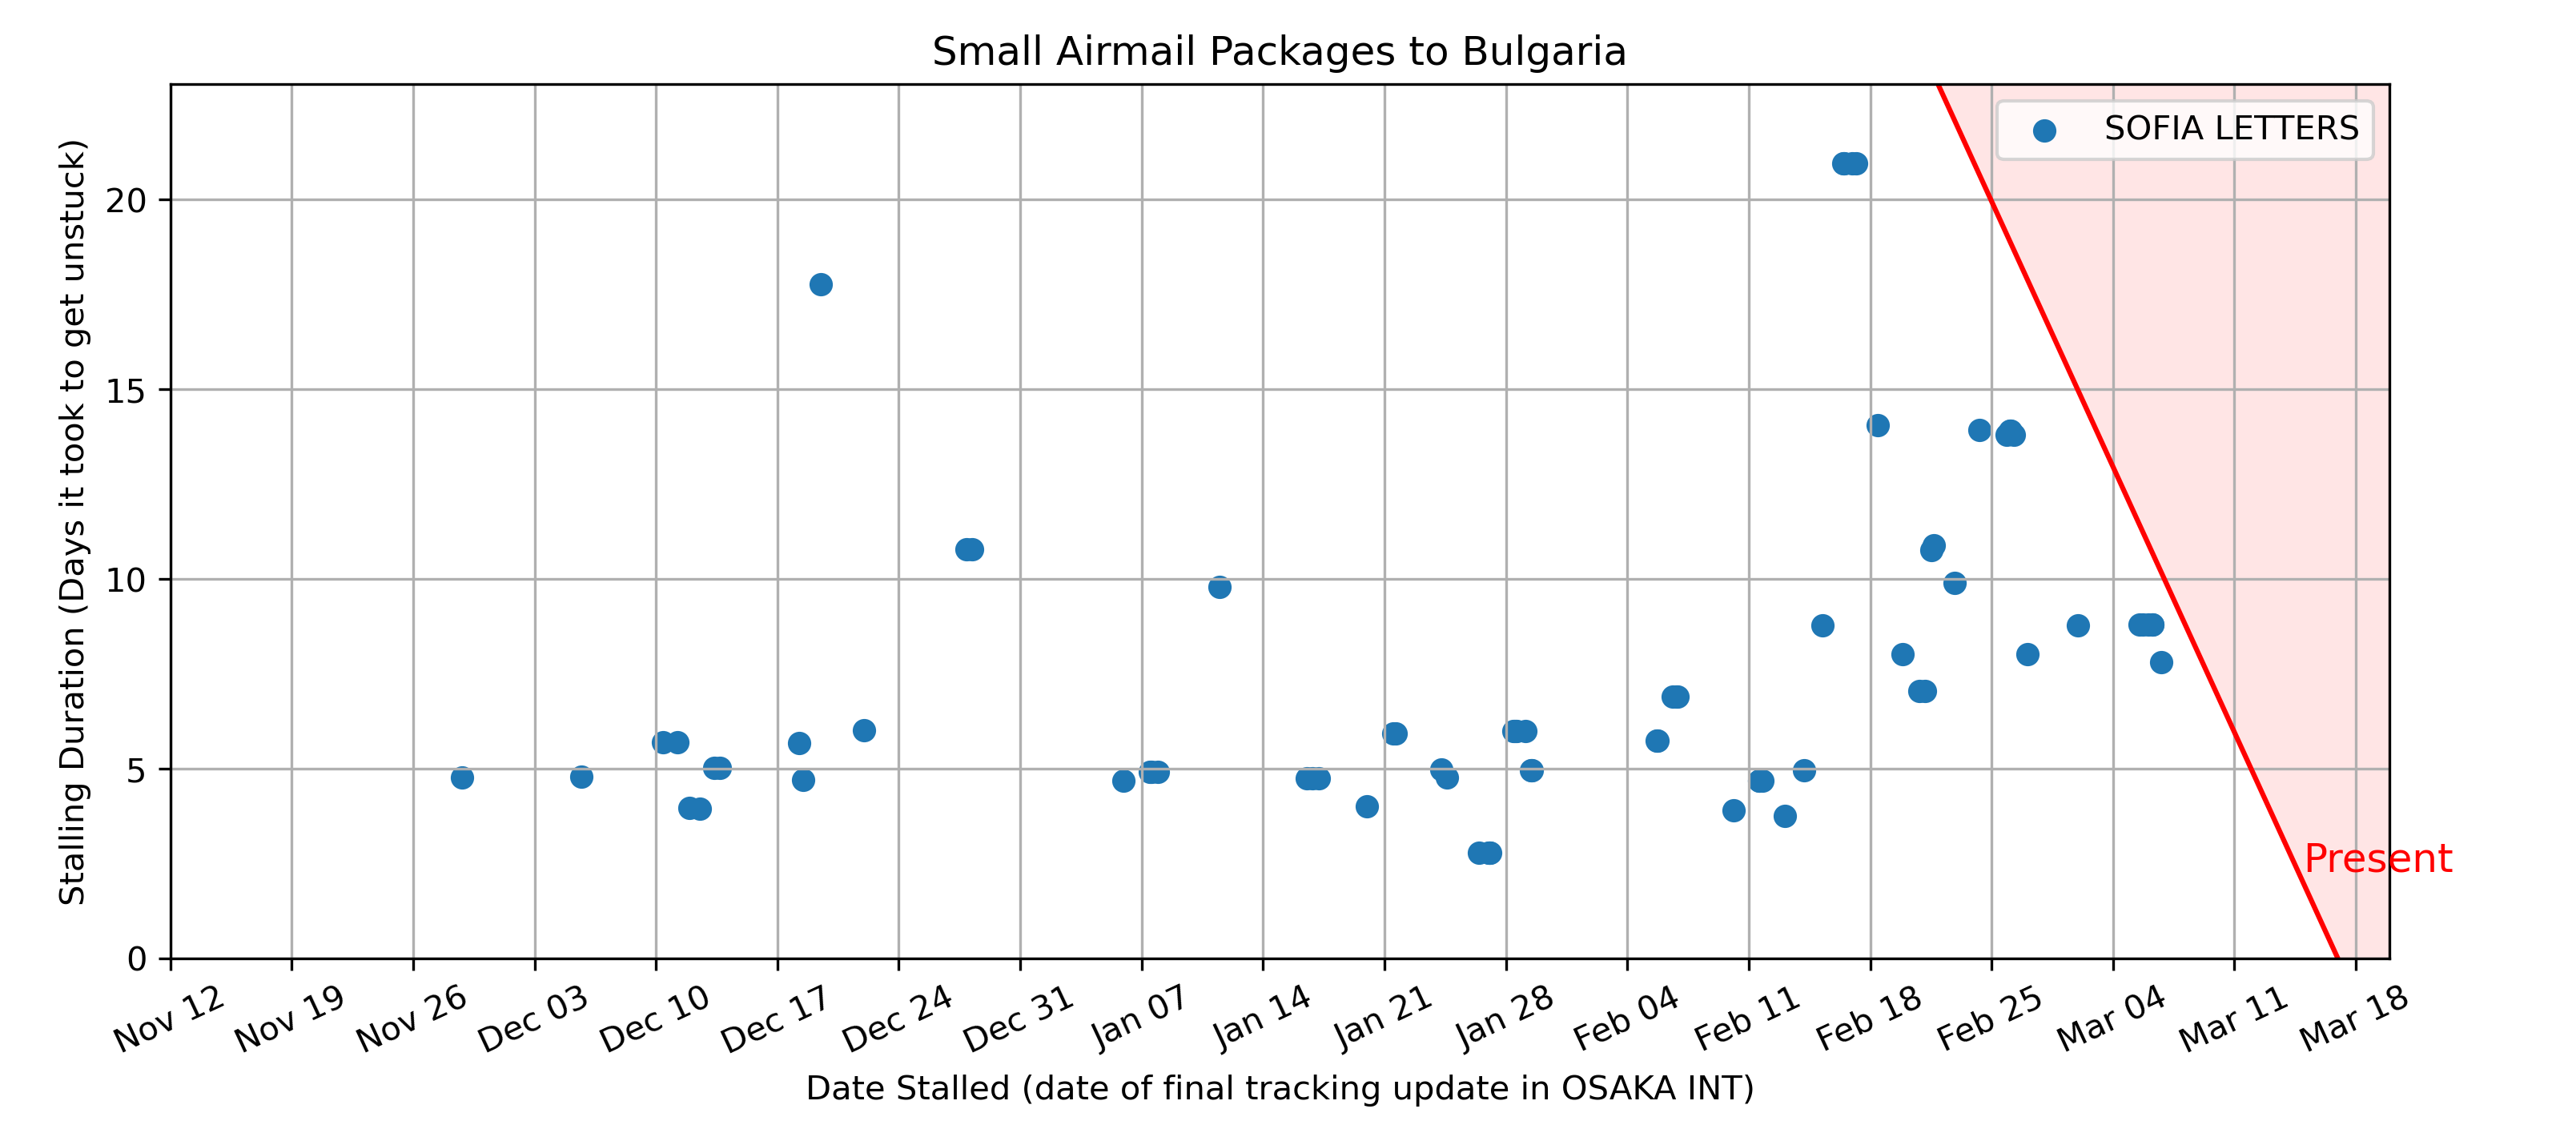 Small Airmail Packages to Bulgaria
SOFIA LETTERS
Stalling Duration (Days it took to get unstuck)
20
15
10
5
0
Present
Nov 12
Nov 19
Nov 26
Dec 03
Dec 10
Dec 17
Dec 24
Dec 31
Jan 07
Jan 14
Jan 21
Jan 28
Feb 04
Feb 11
Feb 18
Feb 25
Mar 04
Mar 11
Mar 18
Date Stalled (date of final tracking update in OSAKA INT)